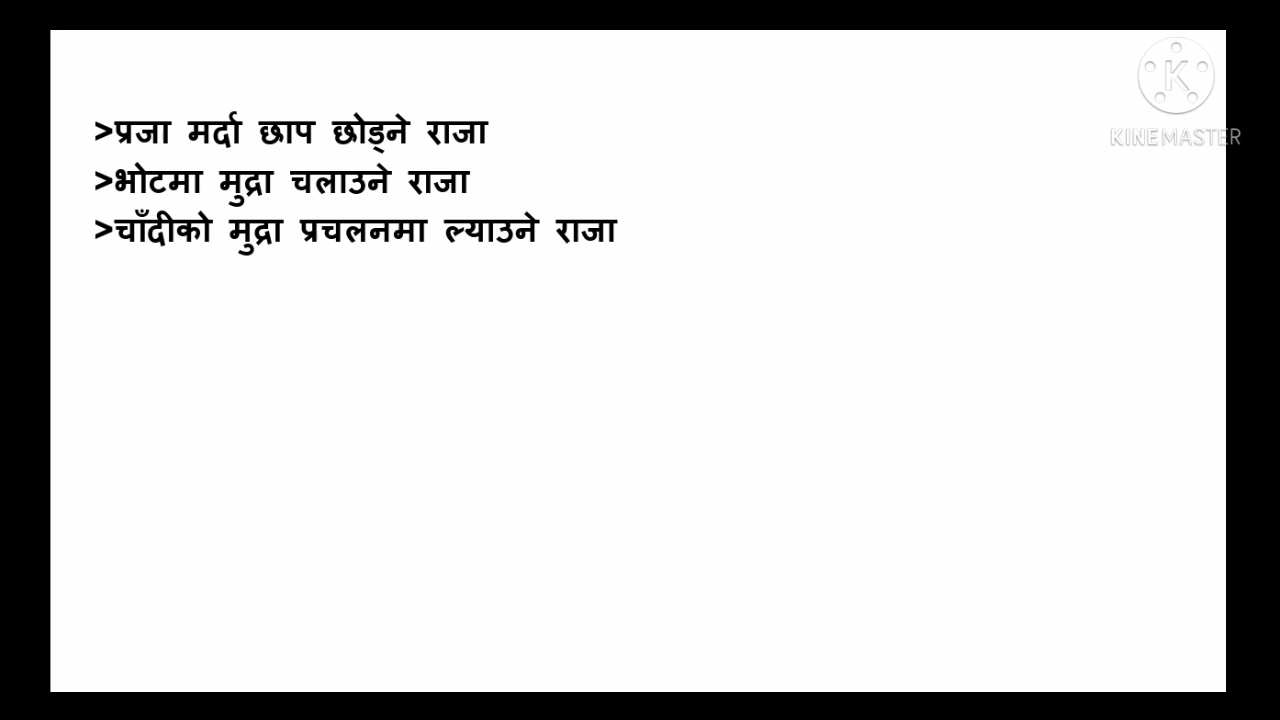 >प्रजा मर्दा छाप छोड्ने राजा
>भोटमा मुद्रा चलाउने राजा
>चाँदीको मुद्रा प्रचलनमा ल्याउने राजा
K
KINEMASTER